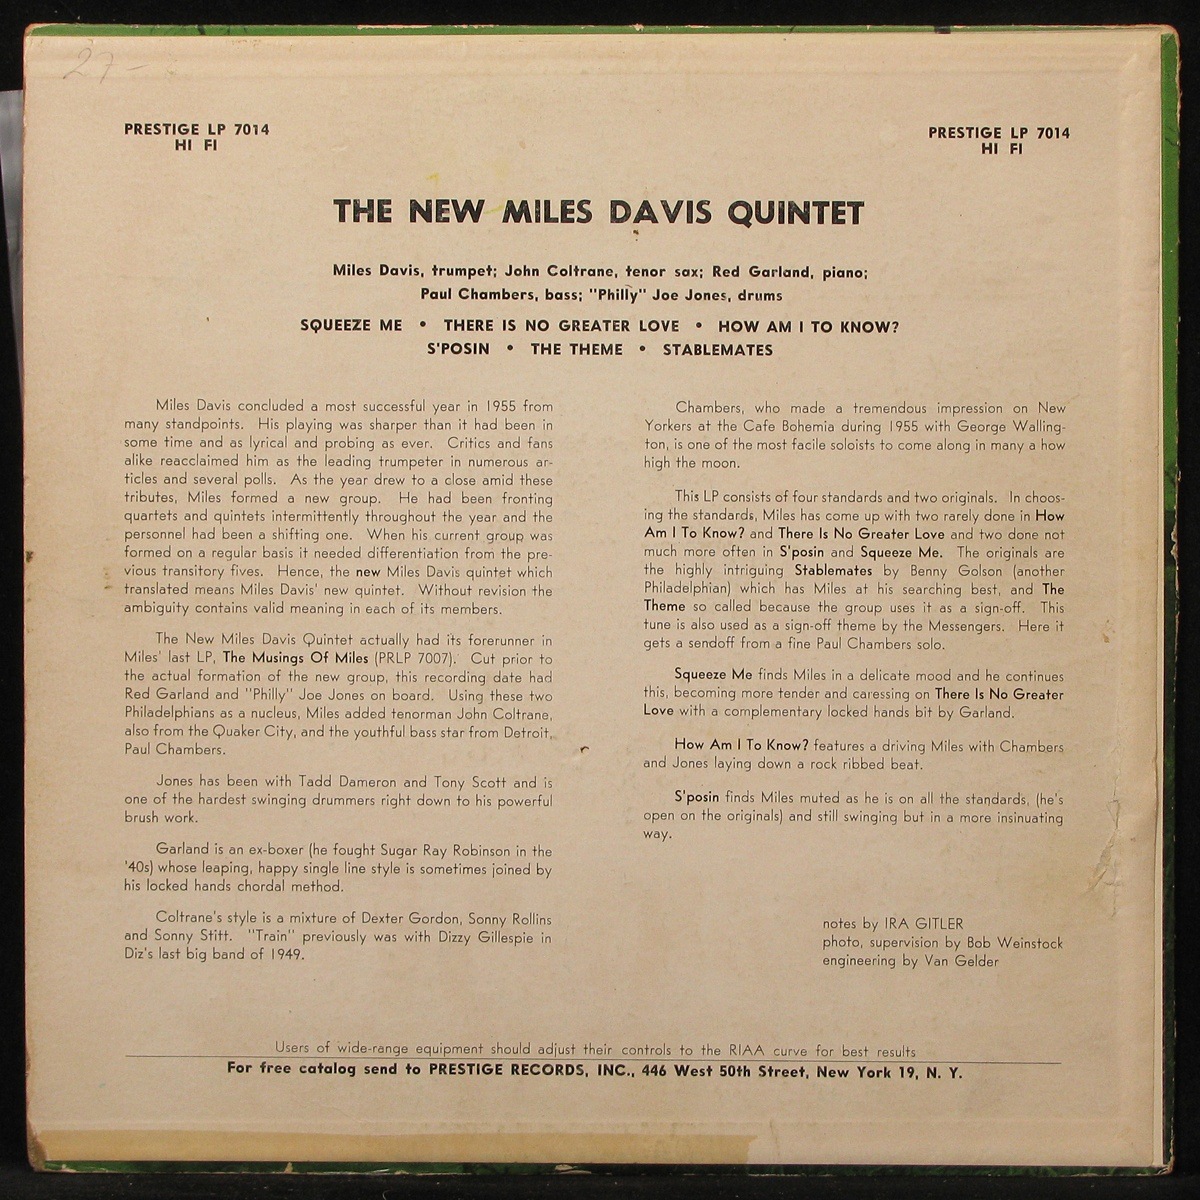 27-
PRESTIGE LP 7014
HI FI
PRESTIGE LP 7014
HI FI
THE NEW MILES DAVIS QUINTET
Miles Davis, trumpet; John Coltrane, tenor sax; Red Garland, piano;
Paul Chambers, bass; "Philly" Joe Jones, drums
SQUEEZE ME • THERE IS NO GREATER LOVE • HOW AM I TO KNOW?
S'POSIN • THE THEME • STABLEMATES
Miles Davis concluded a most successful year in 1955 from
many standpoints. His playing was sharper than it had been in
some time and as lyrical and probing as ever. Critics and fans
alike reacclaimed him as the leading trumpeter in numerous ar-
ticles and several polls. As the year drew to a close amid these
tributes, Miles formed a new group. He had been fronting
quartets and quintets intermittently throughout the year and the
personnel had been a shifting one. When his current group was
formed on a regular basis it needed differentiation from the pre-
vious transitory fives. Hence, the new Miles Davis quintet which
translated means Miles Davis' new quintet. Without revision the
ambiguity contains valid meaning in each of its members.
The New Miles Davis Quintet actually had its forerunner in
Miles' last LP, The Musings Of Miles (PRLP 7007). Cut prior to
the actual formation of the new group, this recording date had
Red Garland and "Philly" Joe Jones on board. Using these two
Philadelphians as a nucleus, Miles added tenorman John Coltrane,
also from the Quaker City, and the youthful bass star from Detroit,
Paul Chambers.
Jones has been with Tadd Dameron and Tony Scott and is
one of the hardest swinging drummers right down to his powerful
brush work.
Garland is an ex-boxer (he fought Sugar Ray Robinson in the
'40s) whose leaping, happy single line style is sometimes joined by
his locked hands chordal method.
Coltrane's style is a mixture of Dexter Gordon, Sonny Rollins
and Sonny Stitt. "Train" previously was with Dizzy Gillespie in
Diz's last big band of 1949.
Chambers, who made a tremendous impression on New
Yorkers at the Cafe Bohemia during 1955 with George Walling-
ton, is one of the most facile soloists to come along in many a how
high the moon.
This LP consists of four standards and two originals. In choos-
ing the standards, Miles has come up with two rarely done in How
Am I To Know? and There Is No Greater Love and two done not
much more often in S'posin and Squeeze Me. The originals are
the highly intriguing Stablemates by Benny Golson (another
Philadelphian) which has Miles at his searching best, and The
Theme so called because the group uses it as a sign-off. This
tune is also used as a sign-off theme by the Messengers. Here it
gets a sendoff from a fine Paul Chambers solo.
Squeeze Me finds Miles in a delicate mood and he continues
this, becoming more tender and caressing on There Is No Greater
Love with a complementary locked hands bit by Garland.
How Am I To Know? features a driving Miles with Chambers
and Jones laying down a rock ribbed beat.
S'posin finds Miles muted as he is on all the standards, (he's
open on the originals) and still swinging but in a more insinuating
way.
notes by IRA GITLER
photo, supervision by Bob Weinstock
engineering by Van Gelder
Users of wide-range equipment should adjust their controls to the RIAA curve for best results
For free catalog send to PRESTIGE RECORDS, INC., 446 West 50th Street, New York 19, N. Y.